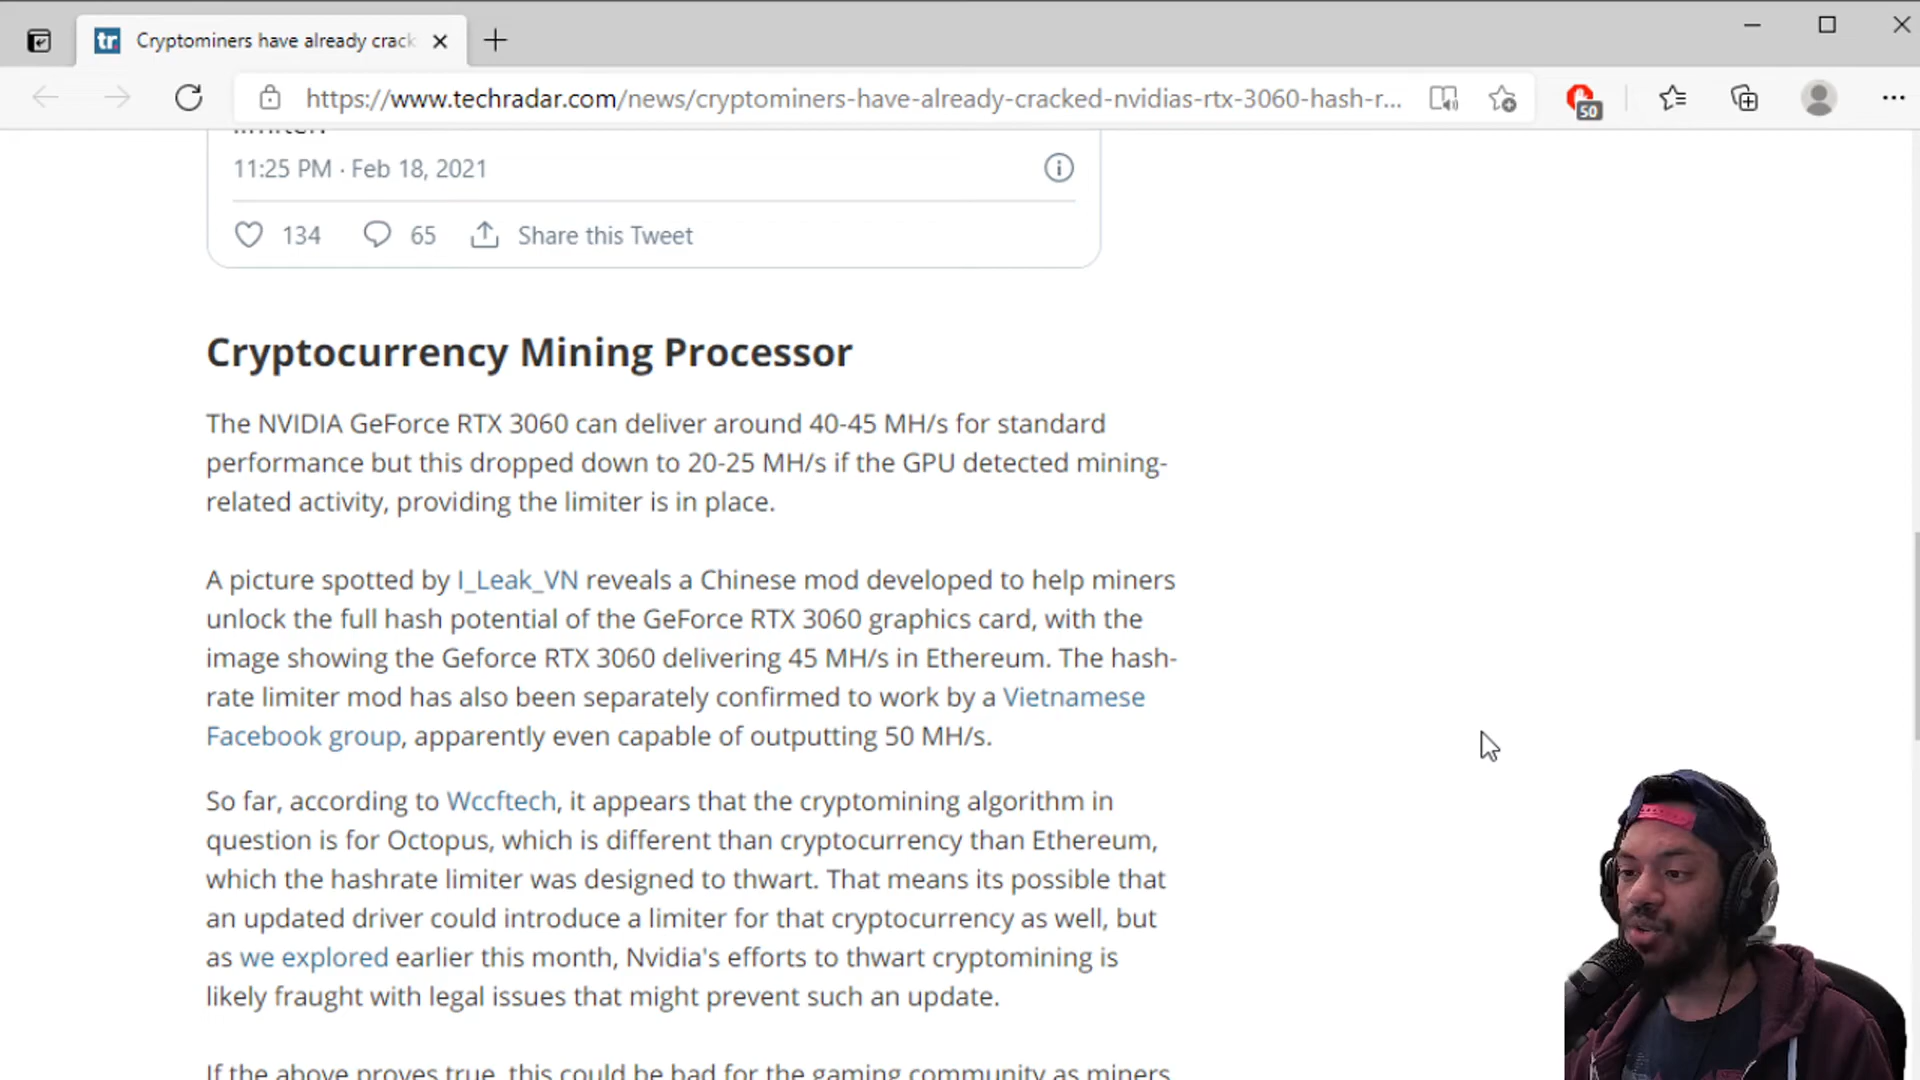 tr.
Cryptominers have already crack
https://www.techradar.com/news/cryptominers-have-already-cracked-nvidias-rtx-3060-hash-r...
50
limiter.
11:25 PM · Feb 18, 2021
134 65 Share this Tweet
Cryptocurrency Mining Processor
The NVIDIA GeForce RTX 3060 can deliver around 40-45 MH/s for standard
performance but this dropped down to 20-25 MH/s if the GPU detected mining-
related activity, providing the limiter is in place.
A picture spotted by I_Leak_VN reveals a Chinese mod developed to help miners
unlock the full hash potential of the GeForce RTX 3060 graphics card, with the
image showing the Geforce RTX 3060 delivering 45 MH/s in Ethereum. The hash-
rate limiter mod has also been separately confirmed to work by a Vietnamese
Facebook group, apparently even capable of outputting 50 MH/s.
So far, according to Wccftech, it appears that the cryptomining algorithm in
question is for Octopus, which is different than cryptocurrency than Ethereum,
which the hashrate limiter was designed to thwart. That means its possible that
an updated driver could introduce a limiter for that cryptocurrency as well, but
as we explored earlier this month, Nvidia's efforts to thwart cryptomining is
likely fraught with legal issues that might prevent such an update.
If the above proves true, this could be bad for the gaming community as miners